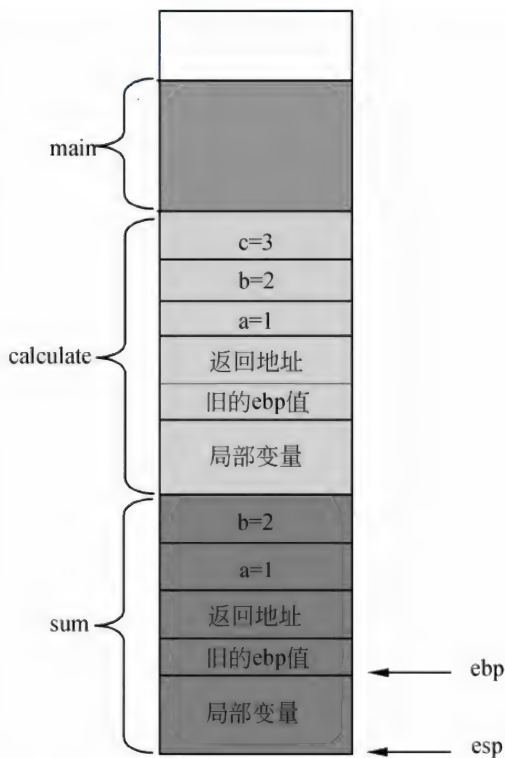 main
c=3
b=2
a=1
calculate
返回地址
旧的ebp值
局部变量
b=2
a=1
sum
返回地址
旧的ebp值
ebp
局部变量
esp